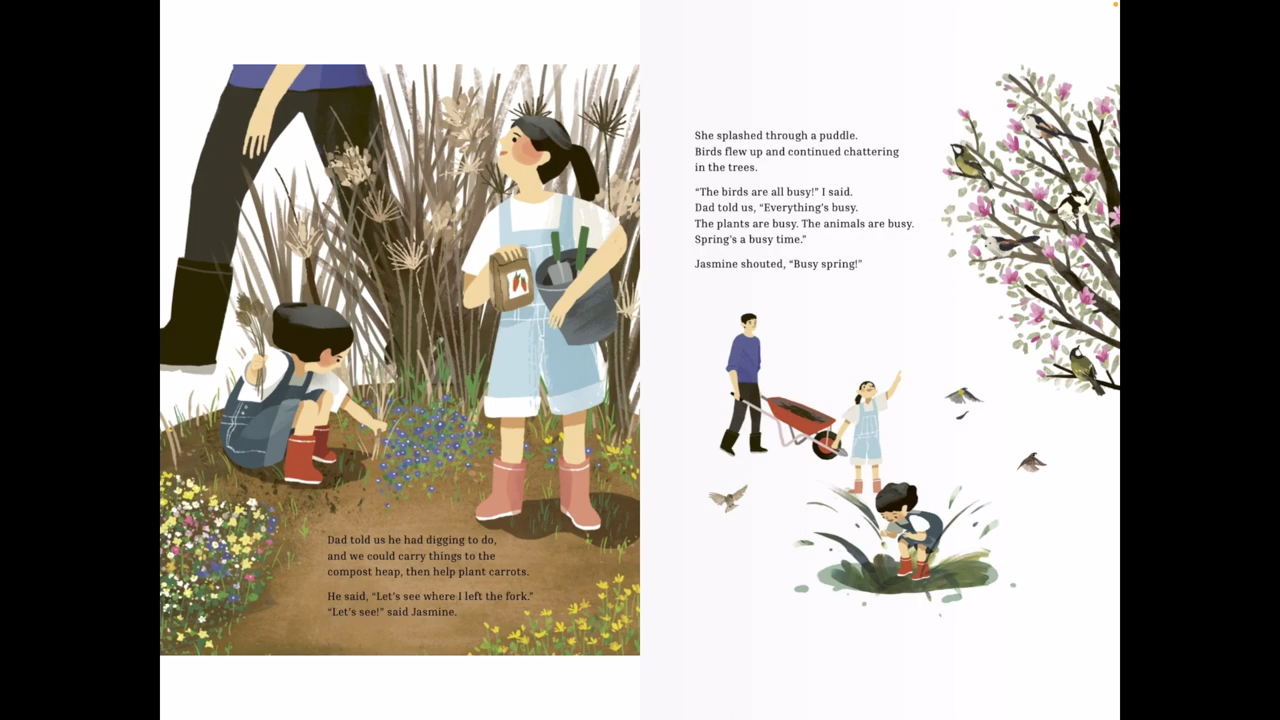 Dad told us he had digging to do,
and we could carry things to the
compost heap, then help plant carrots.
He said, “Let’s see where I left the fork.”
“Let’s see!” said Jasmine.
She splashed through a puddle.
Birds flew up and continued chattering
in the trees.
“The birds are all busy!” I said.
Dad told us, “Everything’s busy.
The plants are busy. The animals are busy.
Spring’s a busy time.”
Jasmine shouted, “Busy spring!”